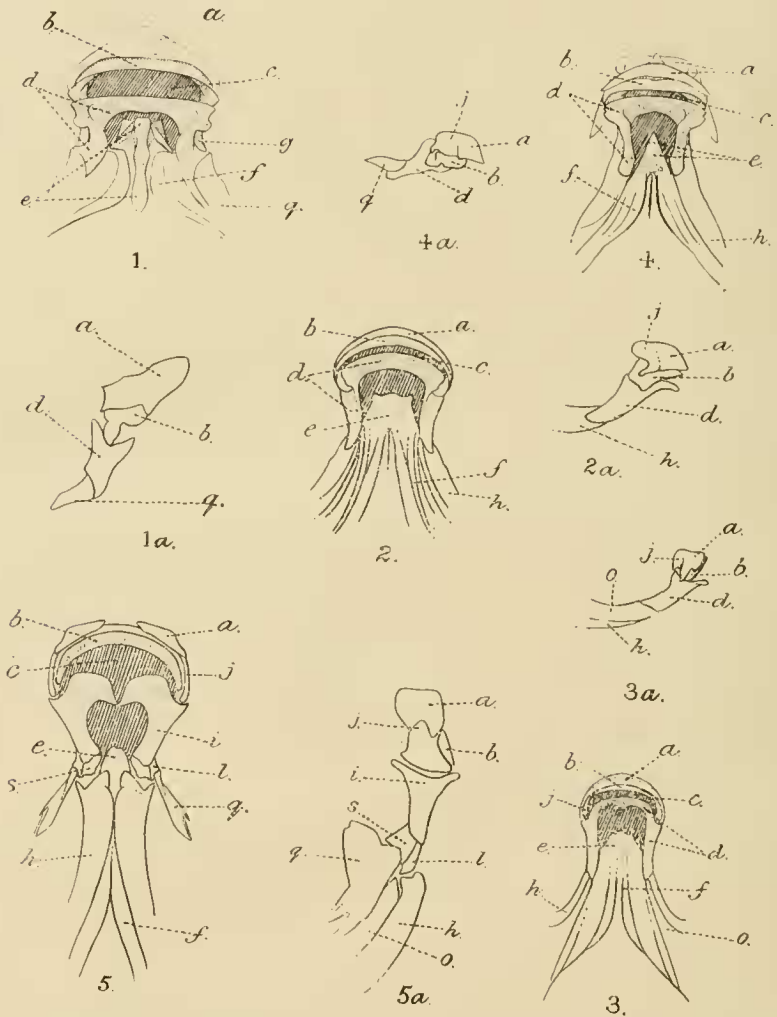 a.
b.
c.
d.
g
e.
f
q.
1.
j
a
b.
q
d
4a.
b.
a
d
c.
e.
f.
h.
4.
a.
b.
d.
q.
1a.
b
a.
c.
d.
e
f
h.
2.
j
a.
b
d.
h.
2a.
a.
j.
b.
o.
d.
h.
3a.
b.
a.
c
j
i
e
l.
s
q.
h.
f.
5.
a.
j.
b.
i.
s.
q.
l.
h.
o.
5a.
a.
b.
c.
j
e.
d.
f
h.
o.
3.